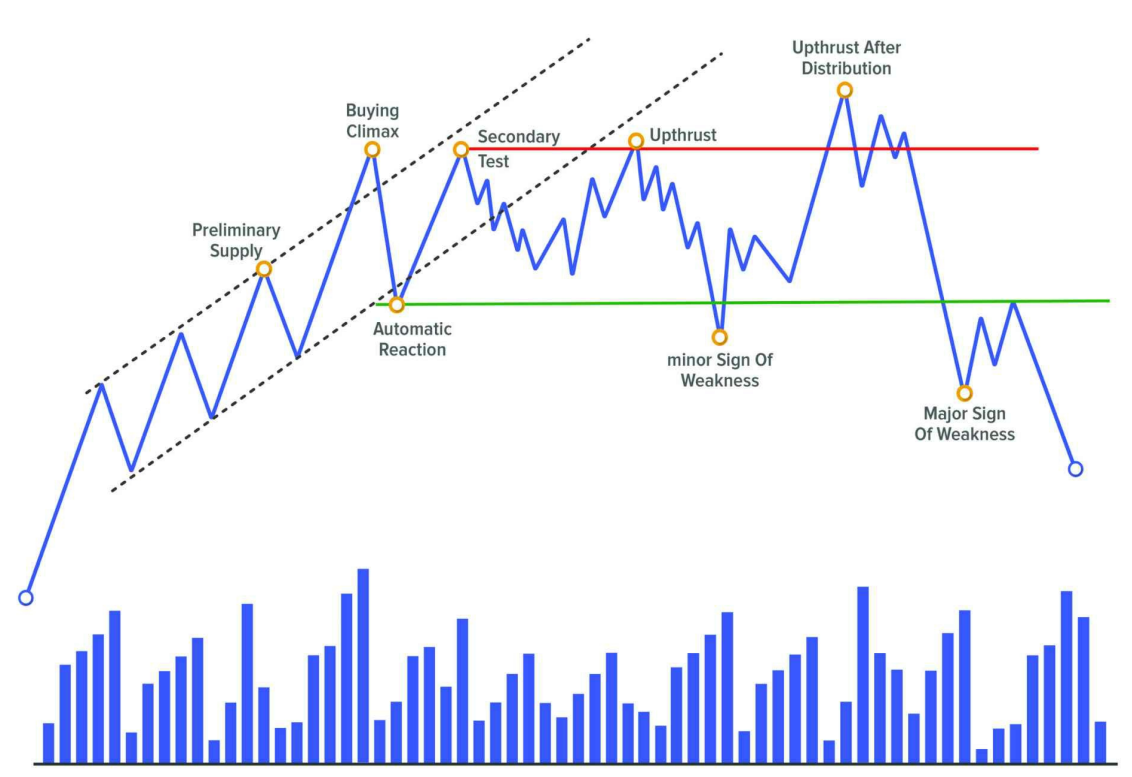 Upthrust After
Distribution
Buying
Climax
Secondary
Test
Upthrust
Preliminary
Supply
Automatic
Reaction
minor Sign Of
Weakness
Major Sign
Of Weakness